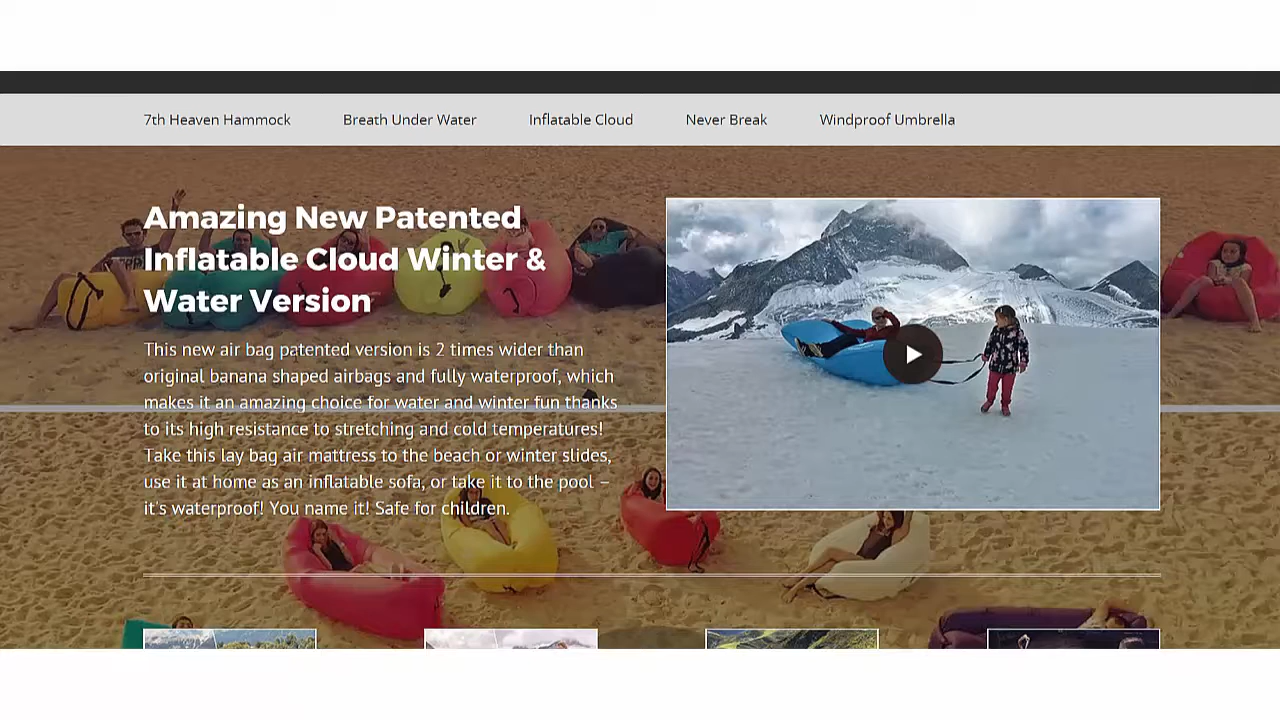 7th Heaven Hammock Breath Under Water Inflatable Cloud Never Break Windproof Umbrella
Amazing New Patented
Inflatable Cloud Winter &
Water Version
This new air bag patented version is 2 times wider than
original banana shaped airbags and fully waterproof, which
makes it an amazing choice for water and winter fun thanks
to its high resistance to stretching and cold temperatures!
Take this lay bag air mattress to the beach or winter slides,
use it at home as an inflatable sofa, or take it to the pool –
it's waterproof! You name it! Safe for children.